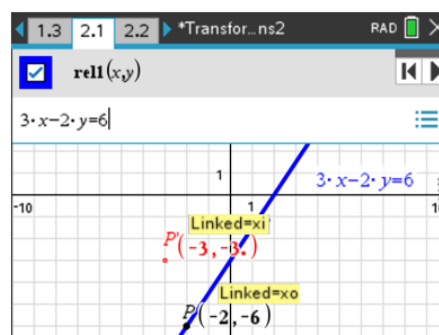 1.3 2.1 2.2 *Transfor...ns2 RAD
rel1(x,y)
3·x−2·y=6
1
3·x−2·y=6
-10
1
Linked=xi
P'(-3,-3.)
Linked=xo
P(-2,-6)